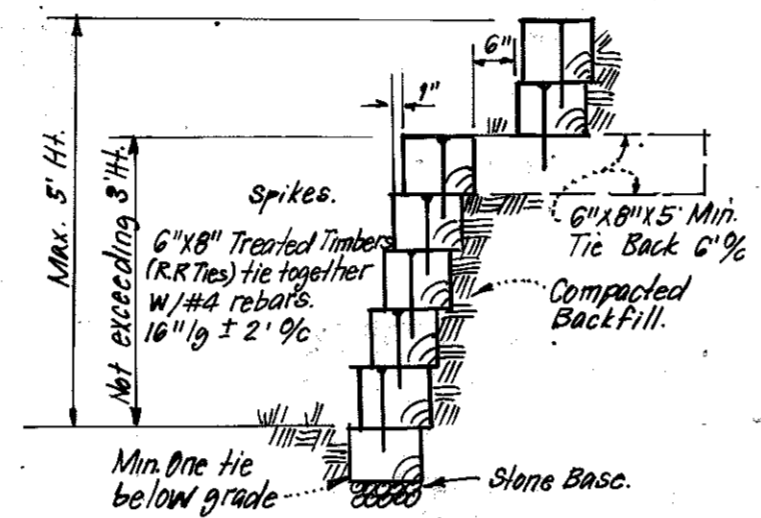 6"
1"
Max. 5' Ht.
Not exceeding 3' Ht.
Spikes.
6"x8" Treated Timbers
(R.R Ties) tie together
W/#4 rebars.
16" lg ± 2' o/c
6"x8"x5' Min.
Tie Back 6' o/c
Compacted
Backfill.
Min. One tie
below grade
Stone Base.